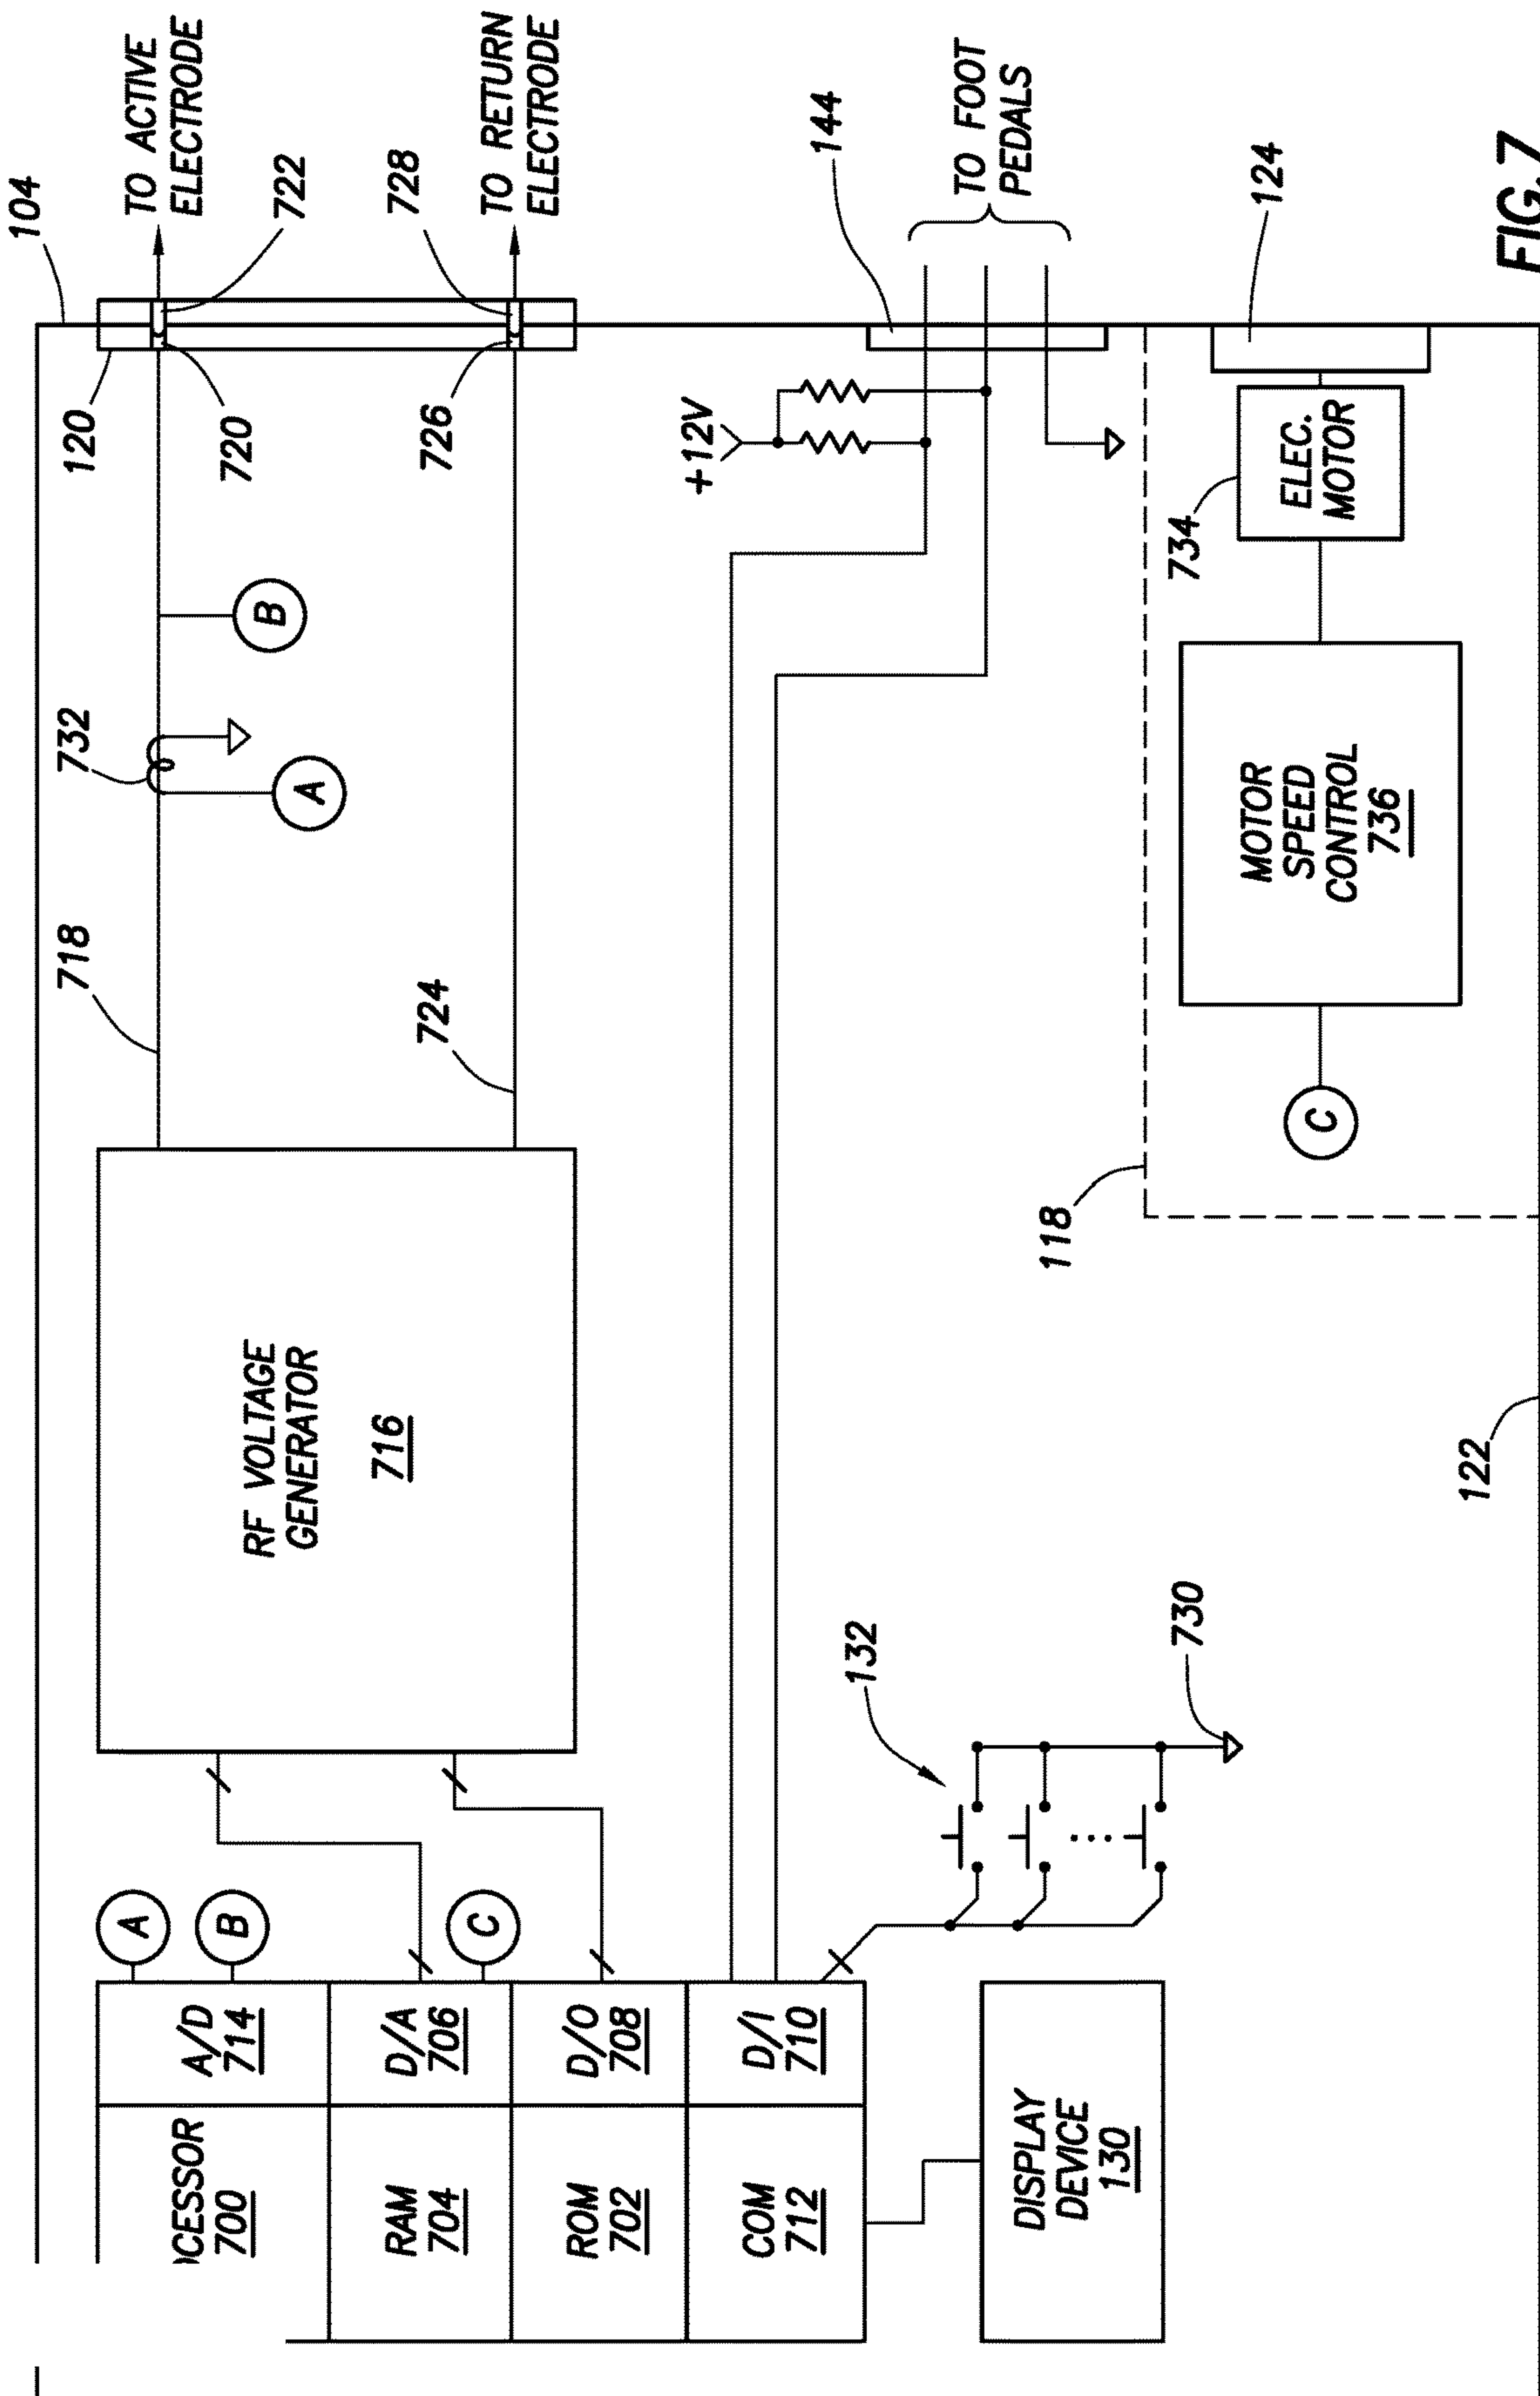 104
TO ACTIVE
ELECTRODE
722
728
TO RETURN
ELECTRODE
120
720
726
718
732
724
A
B
CESSOR
700
A/D
714
A
B
RAM
704
D/A
706
C
ROM
702
D/O
708
COM
712
D/I
710
RF VOLTAGE
GENERATOR
716
+12V
144
TO FOOT
PEDALS
132
730
DISPLAY
DEVICE
130
118
C
MOTOR
SPEED
CONTROL
736
734
ELEC.
MOTOR
124
122
FIG.7